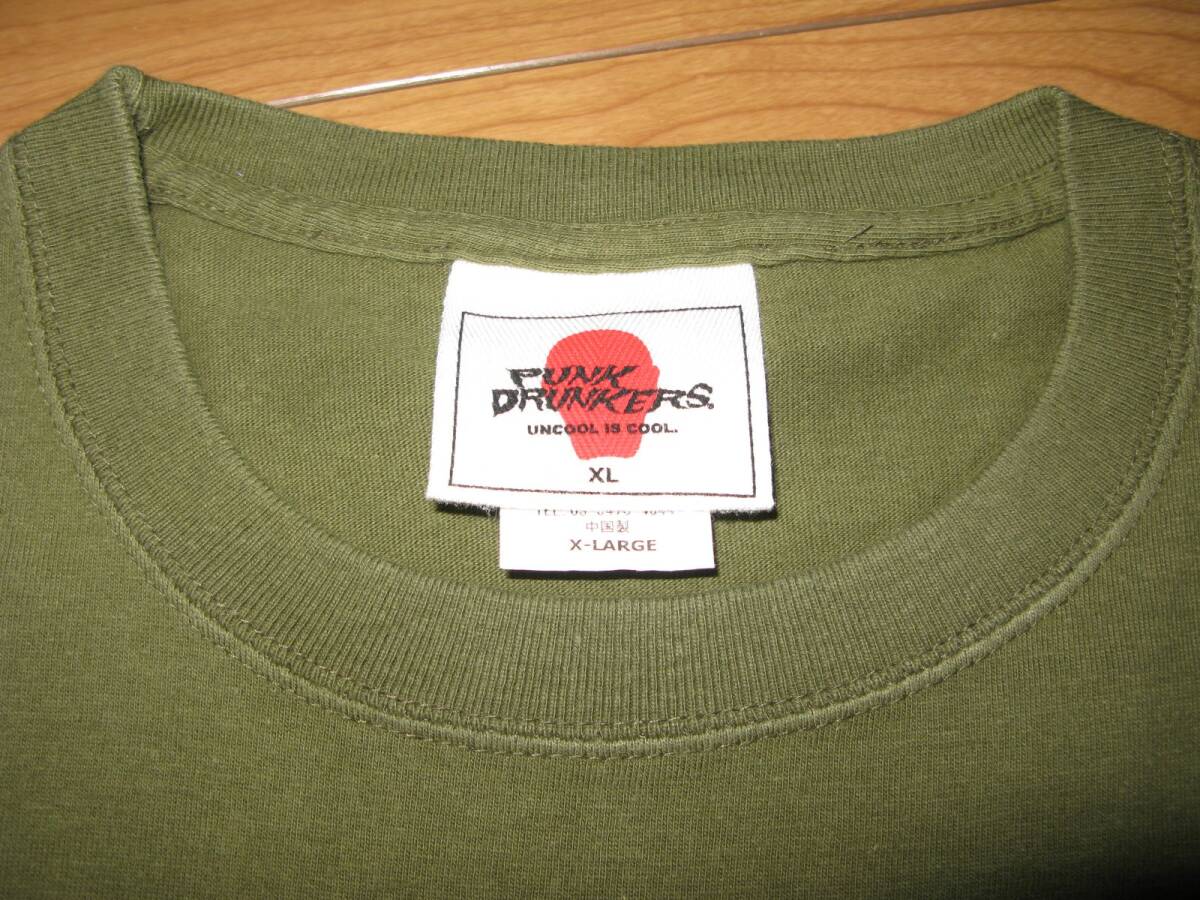 PUNK
DRUNKERS.
UNCOOL IS COOL.
XL
中国製
X-LARGE